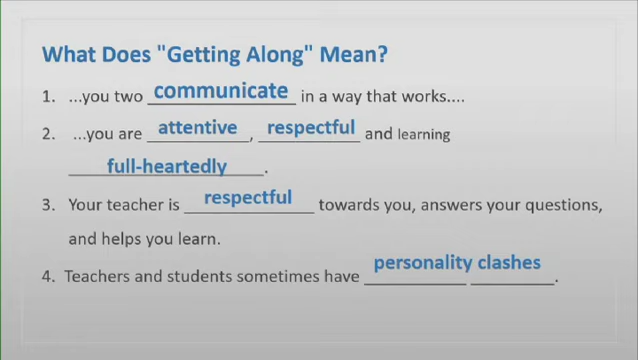 What Does "Getting Along" Mean?
1. ...you two communicate in a way that works....
2. ...you are attentive, respectful and learning
full-heartedly.
3. Your teacher is respectful towards you, answers your questions,
and helps you learn.
4. Teachers and students sometimes have personality clashes.